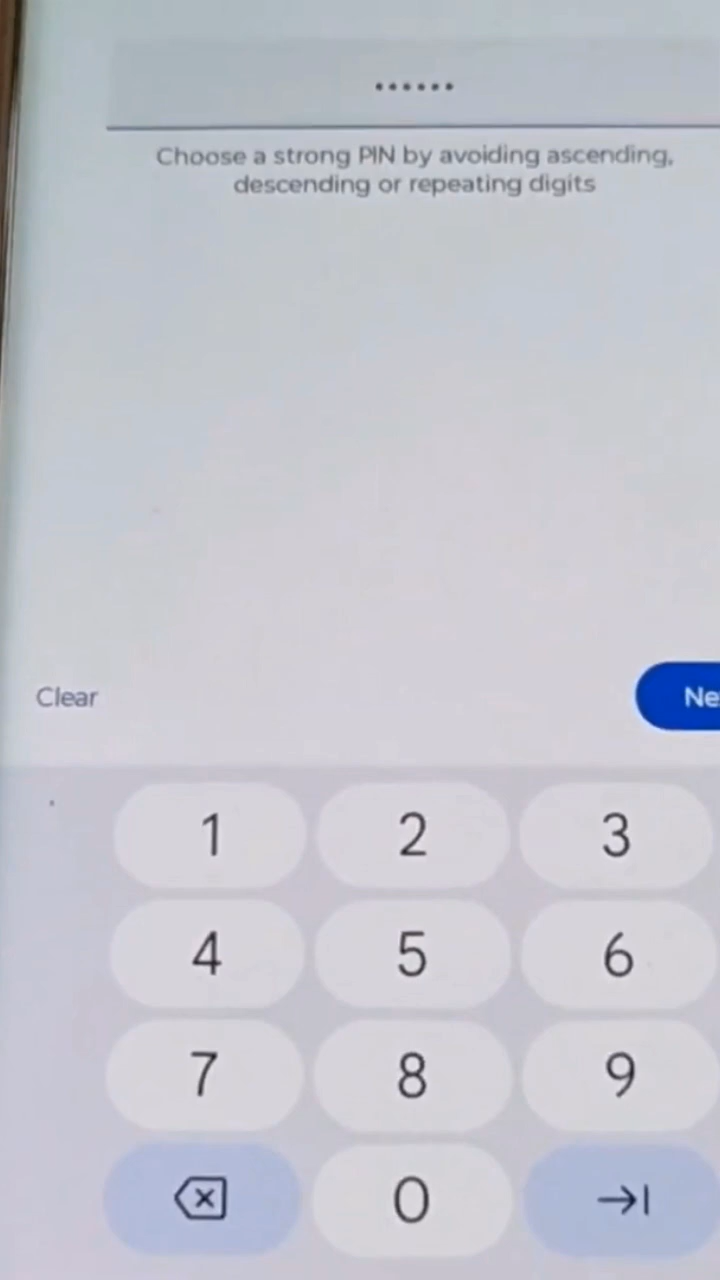 ••••••
Choose a strong PIN by avoiding ascending,
descending or repeating digits
Clear
Ne
1 2 3
4 5 6
7 8 9
0